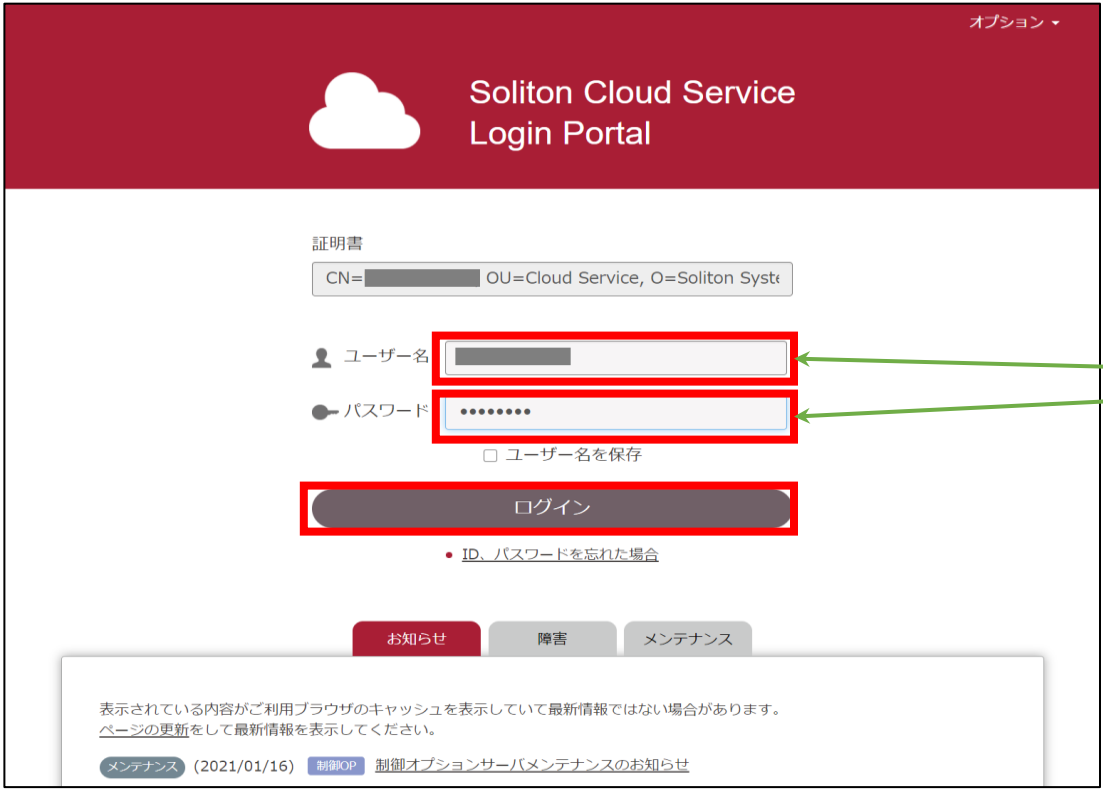 オプション
Soliton Cloud Service
Login Portal
証明書
CN= OU=Cloud Service, O=Soliton Syste
ユーザー名
パスワード ••••••••
ユーザー名を保存
ログイン
ID、パスワードを忘れた場合
お知らせ 障害 メンテナンス
表示されている内容がご利用ブラウザのキャッシュを表示していて最新情報ではない場合があります。
ページの更新をして最新情報を表示してください。
メンテナンス (2021/01/16) 制御OP 制御オプションサーバメンテナンスのお知らせ